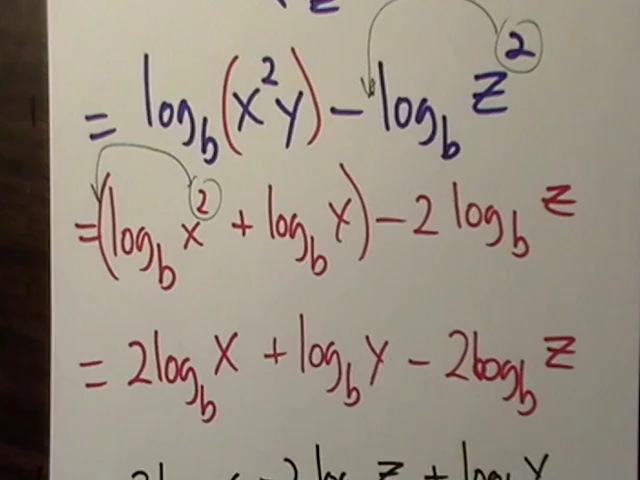 z
= log_b(x²y) - log_b z²
=(log_b x² + log_b y) - 2 log_b z
= 2log_b x + log_b y - 2log_b z